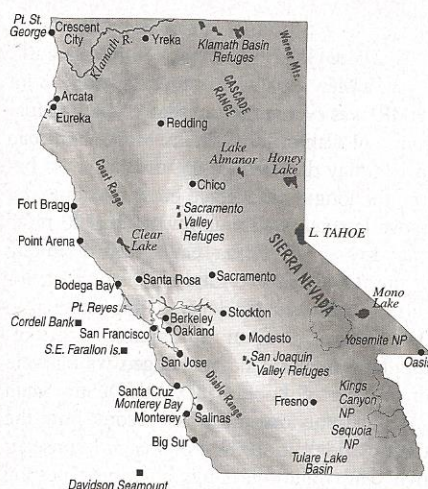 Pt. St.
George
Crescent
City
Klamath R.
Yreka
Klamath Basin
Refuges
Warner Mts.
CASCADE
RANGE
Arcata
Eureka
Redding
Lake
Almanor
Honey
Lake
Coast Range
Chico
Fort Bragg
Sacramento
Valley
Refuges
Point Arena
Clear
Lake
L. TAHOE
SIERRA NEVADA
Santa Rosa
Sacramento
Bodega Bay
Mono
Lake
Pt. Reyes
Cordell Bank
Berkeley
Stockton
San Francisco
Oakland
Yosemite NP
Modesto
Oasis
S.E. Farallon Is.
San Jose
San Joaquin
Valley Refuges
Diablo Range
Santa Cruz
Monterey Bay
Monterey
Salinas
Fresno
Kings
Canyon
NP
Big Sur
Sequoia
NP
Tulare Lake
Basin
Davidson Seamount